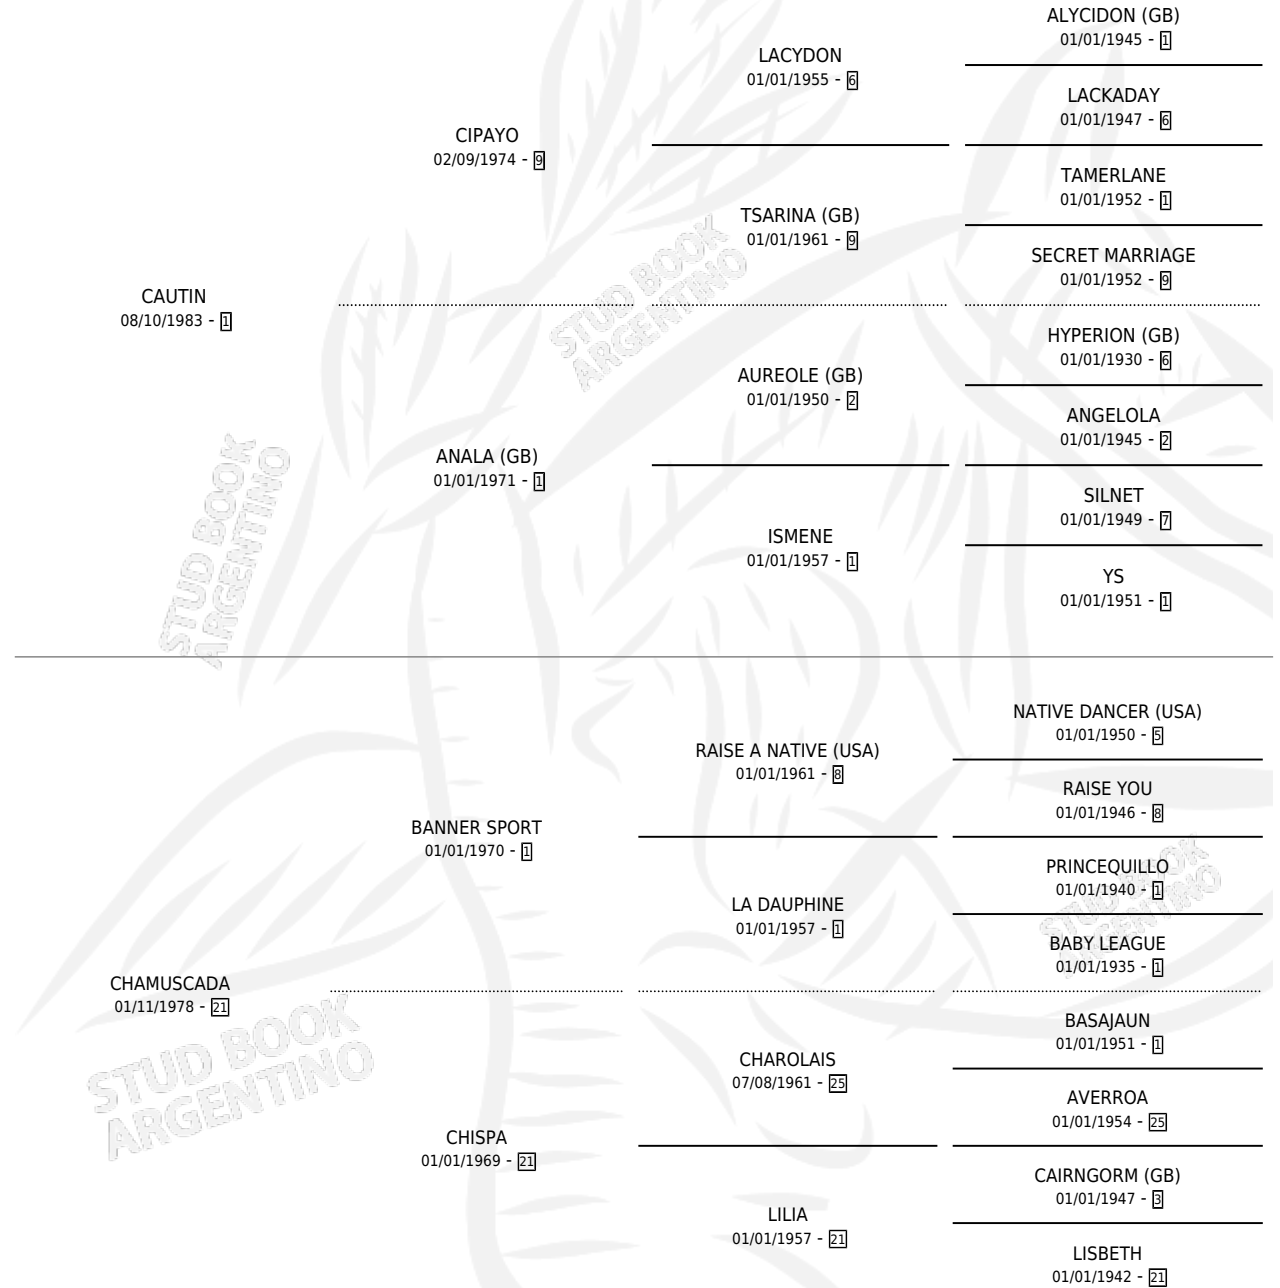 ALYCIDON (GB)
01/01/1945 - 1
LACYDON
01/01/1955 - 6
LACKADAY
01/01/1947 - 6
CIPAYO
02/09/1974 - 9
TAMERLANE
01/01/1952 - 1
TSARINA (GB)
01/01/1961 - 9
SECRET MARRIAGE
01/01/1952 - 9
CAUTIN
08/10/1983 - 1
STUD BOOK
ARGENTINO
HYPERION (GB)
01/01/1930 - 6
AUREOLE (GB)
01/01/1950 - 2
ANGELOLA
01/01/1945 - 2
ANALA (GB)
01/01/1971 - 1
SILNET
01/01/1949 - 7
ISMENE
01/01/1957 - 1
YS
01/01/1951 - 1
STUD BOOK
ARGENTINO
NATIVE DANCER (USA)
01/01/1950 - 5
RAISE A NATIVE (USA)
01/01/1961 - 8
RAISE YOU
01/01/1946 - 8
BANNER SPORT
01/01/1970 - 1
PRINCEQUILLO
01/01/1940 - 1
LA DAUPHINE
01/01/1957 - 1
BABY LEAGUE
01/01/1935 - 1
STUD BOOK
ARGENTINO
CHAMUSCADA
01/11/1978 - 21
BASAJAUN
01/01/1951 - 1
CHAROLAIS
07/08/1961 - 25
AVERROA
01/01/1954 - 25
STUD BOOK
ARGENTINO
CHISPA
01/01/1969 - 21
CAIRNGORM (GB)
01/01/1947 - 3
LILIA
01/01/1957 - 21
LISBETH
01/01/1942 - 21